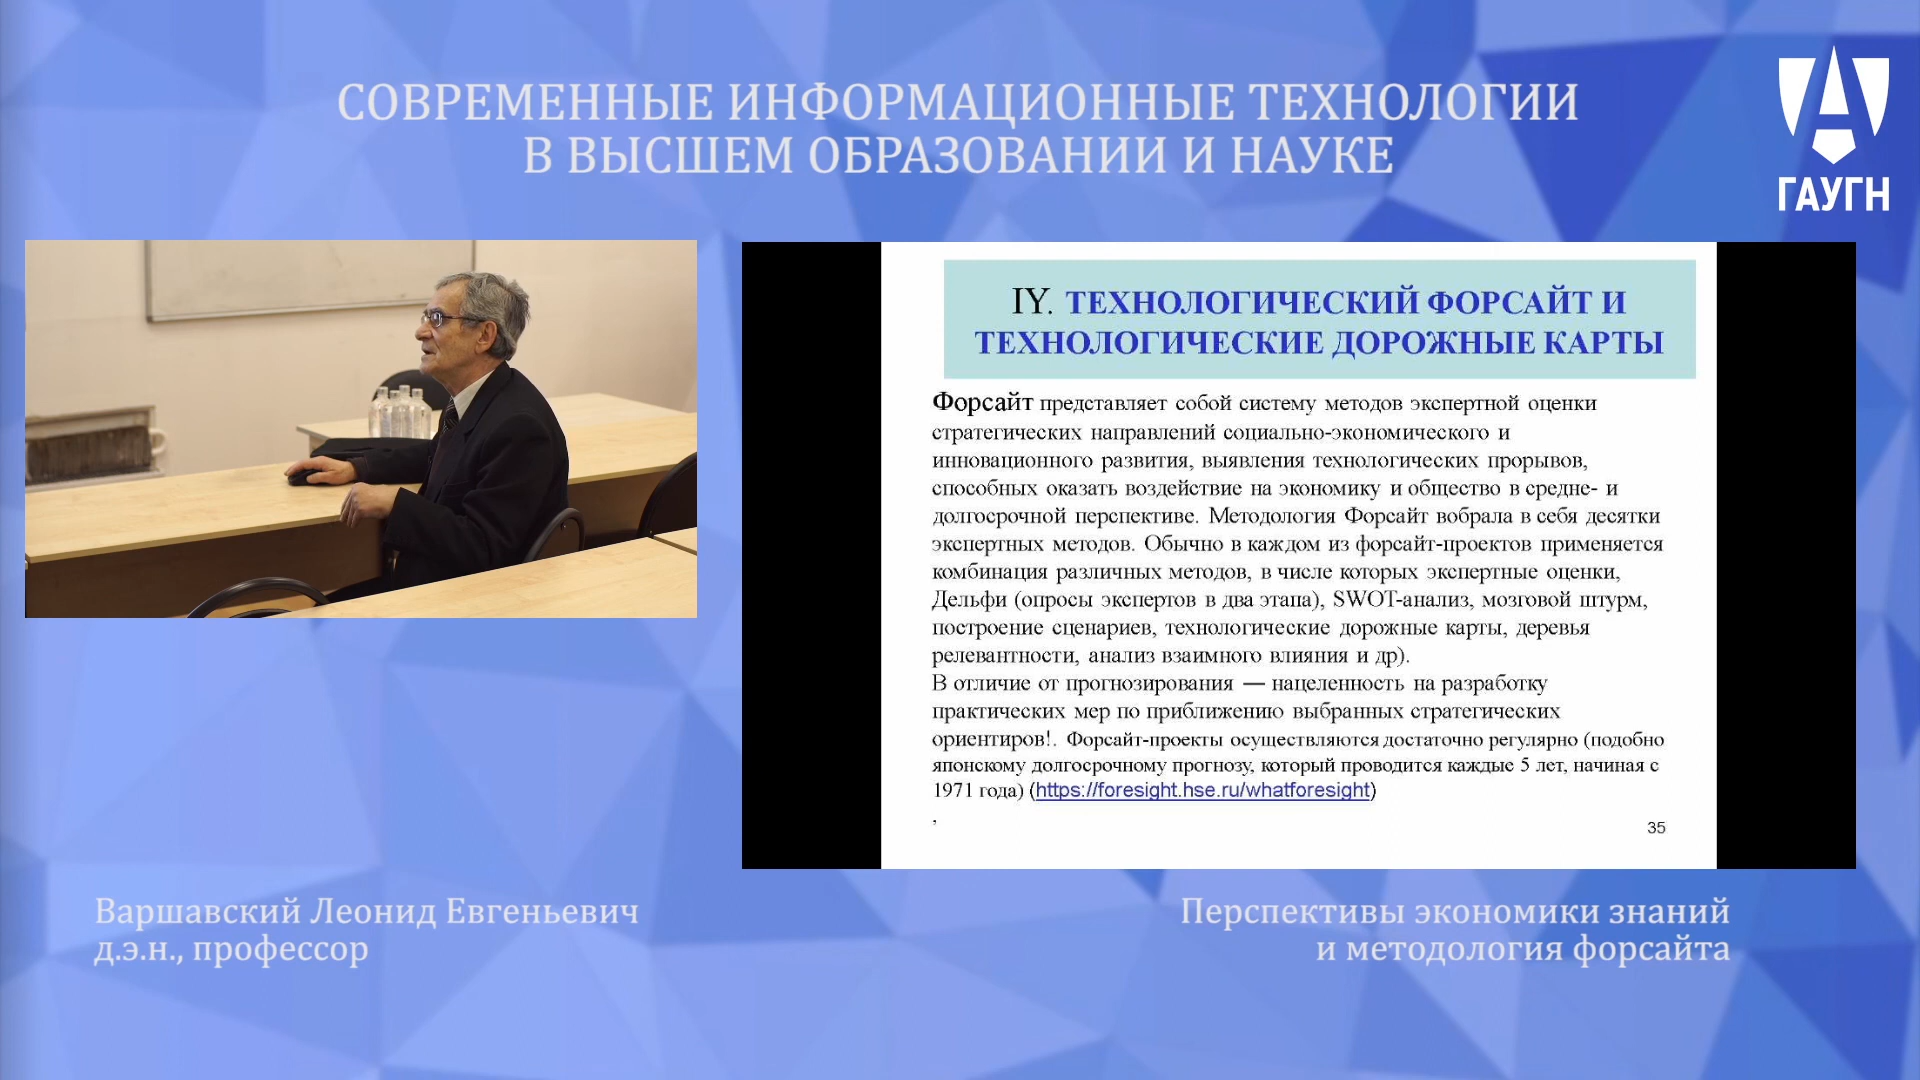 СОВРЕМЕННЫЕ ИНФОРМАЦИОННЫЕ ТЕХНОЛОГИИ
В ВЫСШЕМ ОБРАЗОВАНИИ И НАУКЕ
ГАУГН
IY. ТЕХНОЛОГИЧЕСКИЙ ФОРСАЙТ И
ТЕХНОЛОГИЧЕСКИЕ ДОРОЖНЫЕ КАРТЫ
Форсайт представляет собой систему методов экспертной оценки
стратегических направлений социально-экономического и
инновационного развития, выявления технологических прорывов,
способных оказать воздействие на экономику и общество в средне- и
долгосрочной перспективе. Методология Форсайт вобрала в себя десятки
экспертных методов. Обычно в каждом из форсайт-проектов применяется
комбинация различных методов, в числе которых экспертные оценки,
Дельфи (опросы экспертов в два этапа), SWOT-анализ, мозговой штурм,
построение сценариев, технологические дорожные карты, деревья
релевантности, анализ взаимного влияния и др).
В отличие от прогнозирования — нацеленность на разработку
практических мер по приближению выбранных стратегических
ориентиров!. Форсайт-проекты осуществляются достаточно регулярно (подобно
японскому долгосрочному прогнозу, который проводится каждые 5 лет, начиная с
1971 года) (https://foresight.hse.ru/whatforesight)
,
35
Варшавский Леонид Евгеньевич
д.э.н., профессор
Перспективы экономики знаний
и методология форсайта